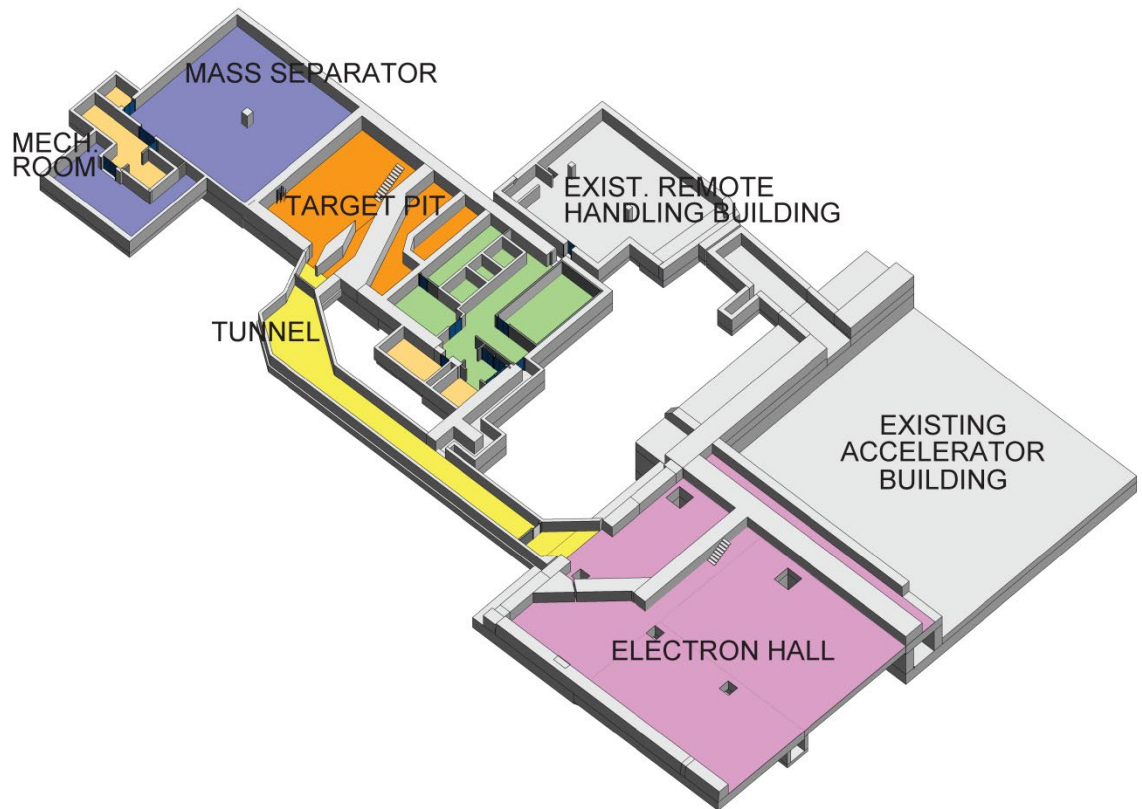 MASS SEPARATOR
MECH.
ROOM
TARGET PIT
EXIST. REMOTE
HANDLING BUILDING
TUNNEL
EXISTING
ACCELERATOR
BUILDING
ELECTRON HALL